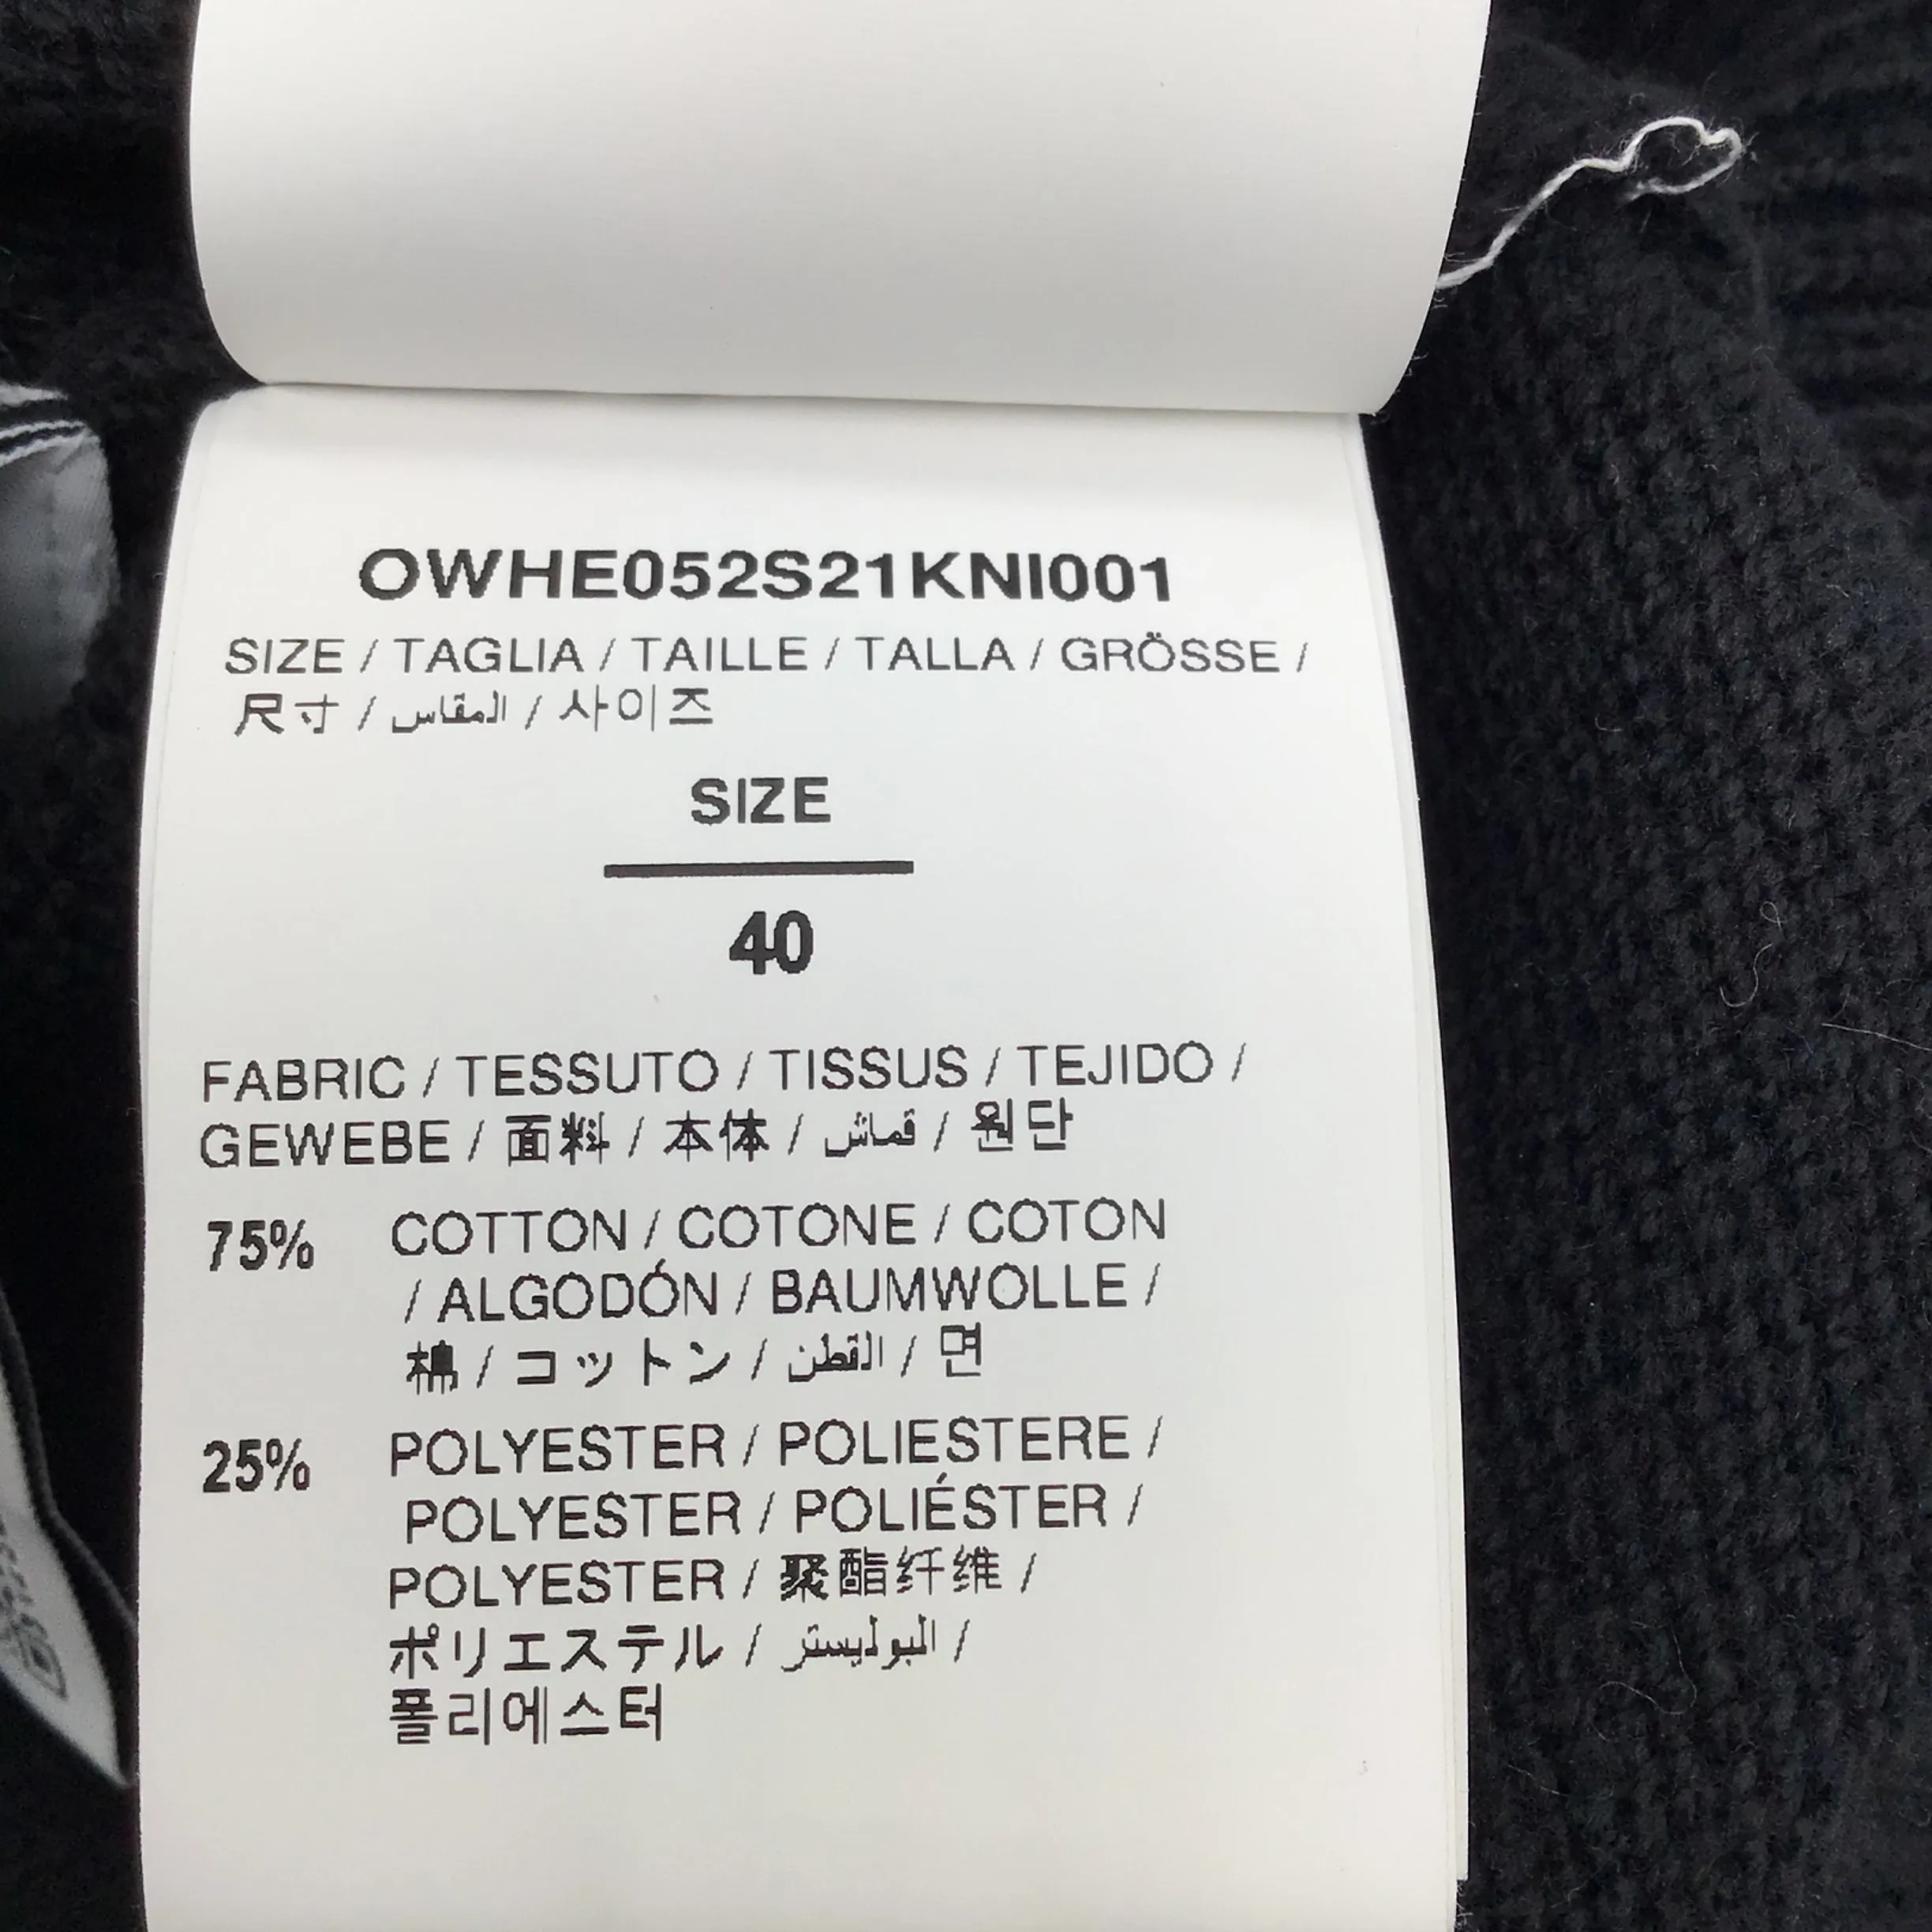 OWHE052S21KNI001
SIZE / TAGLIA / TAILLE / TALLA / GRÖSSE /
尺寸 / المقاس / 사이즈
SIZE
40
FABRIC / TESSUTO / TISSUS / TEJIDO /
GEWEBE / 面料 / 本体 / قماش / 원단
75% COTTON / COTONE / COTON
/ ALGODÓN / BAUMWOLLE /
棉 / コットン / القطن / 면
25% POLYESTER / POLIESTERE /
POLYESTER / POLIÉSTER /
POLYESTER / 聚酯纤维 /
ポリエステル / البوليستر /
폴리에스터